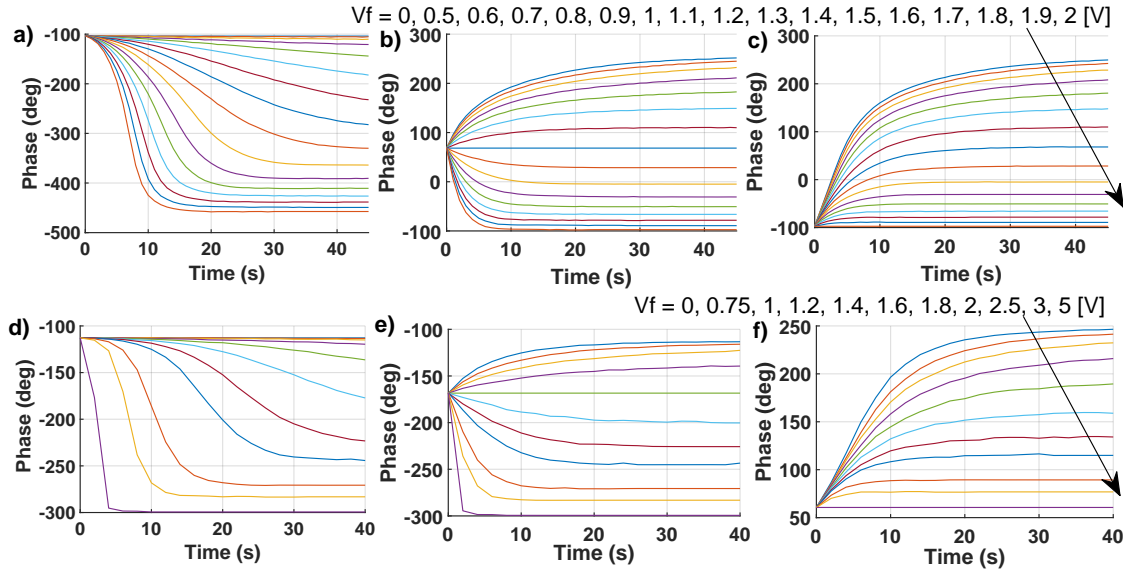 Vf = 0, 0.5, 0.6, 0.7, 0.8, 0.9, 1, 1.1, 1.2, 1.3, 1.4, 1.5, 1.6, 1.7, 1.8, 1.9, 2 [V]
a)
-100
-200
-300
-400
-500
Phase (deg)
0 10 20 30 40
Time (s)
b)
300
200
100
0
-100
Phase (deg)
0 10 20 30 40
Time (s)
c)
300
200
100
0
-100
Phase (deg)
0 10 20 30 40
Time (s)
Vf = 0, 0.75, 1, 1.2, 1.4, 1.6, 1.8, 2, 2.5, 3, 5 [V]
d)
-100
-150
-200
-250
-300
Phase (deg)
0 10 20 30 40
Time (s)
e)
-100
-150
-200
-250
-300
Phase (deg)
0 10 20 30 40
Time (s)
f)
250
200
150
100
50
Phase (deg)
0 10 20 30 40
Time (s)